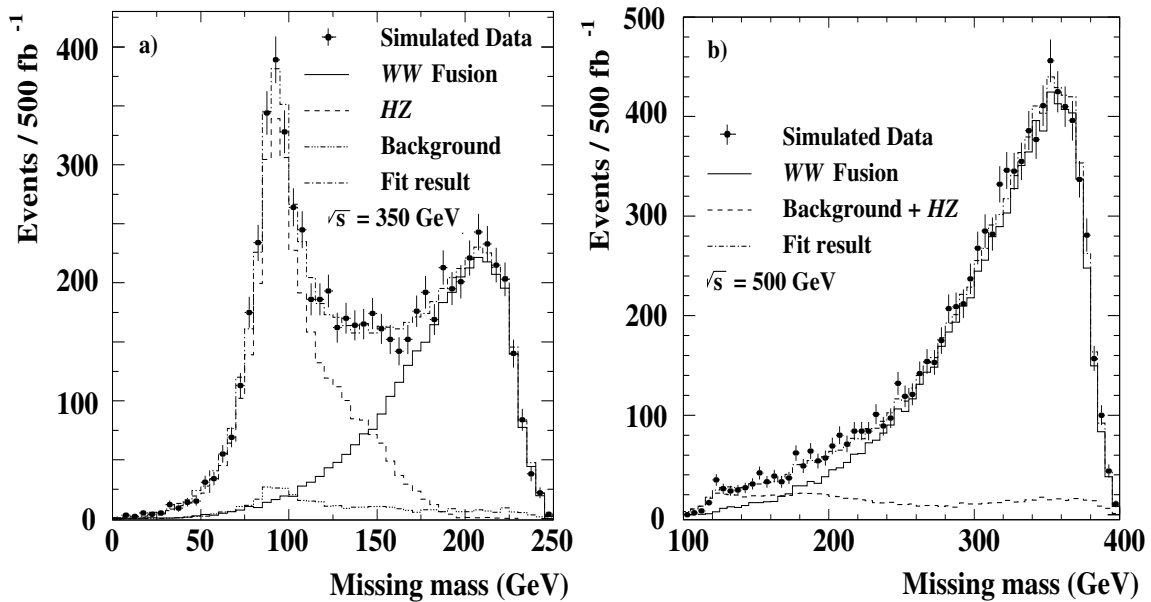 Events / 500 fb -1
a)
Simulated Data
WW Fusion
HZ
Background
Fit result
√s = 350 GeV
400
300
200
100
0
0 50 100 150 200 250
Missing mass (GeV)
Events / 500 fb -1
b)
Simulated Data
WW Fusion
Background + HZ
Fit result
√s = 500 GeV
500
400
300
200
100
0
100 200 300 400
Missing mass (GeV)